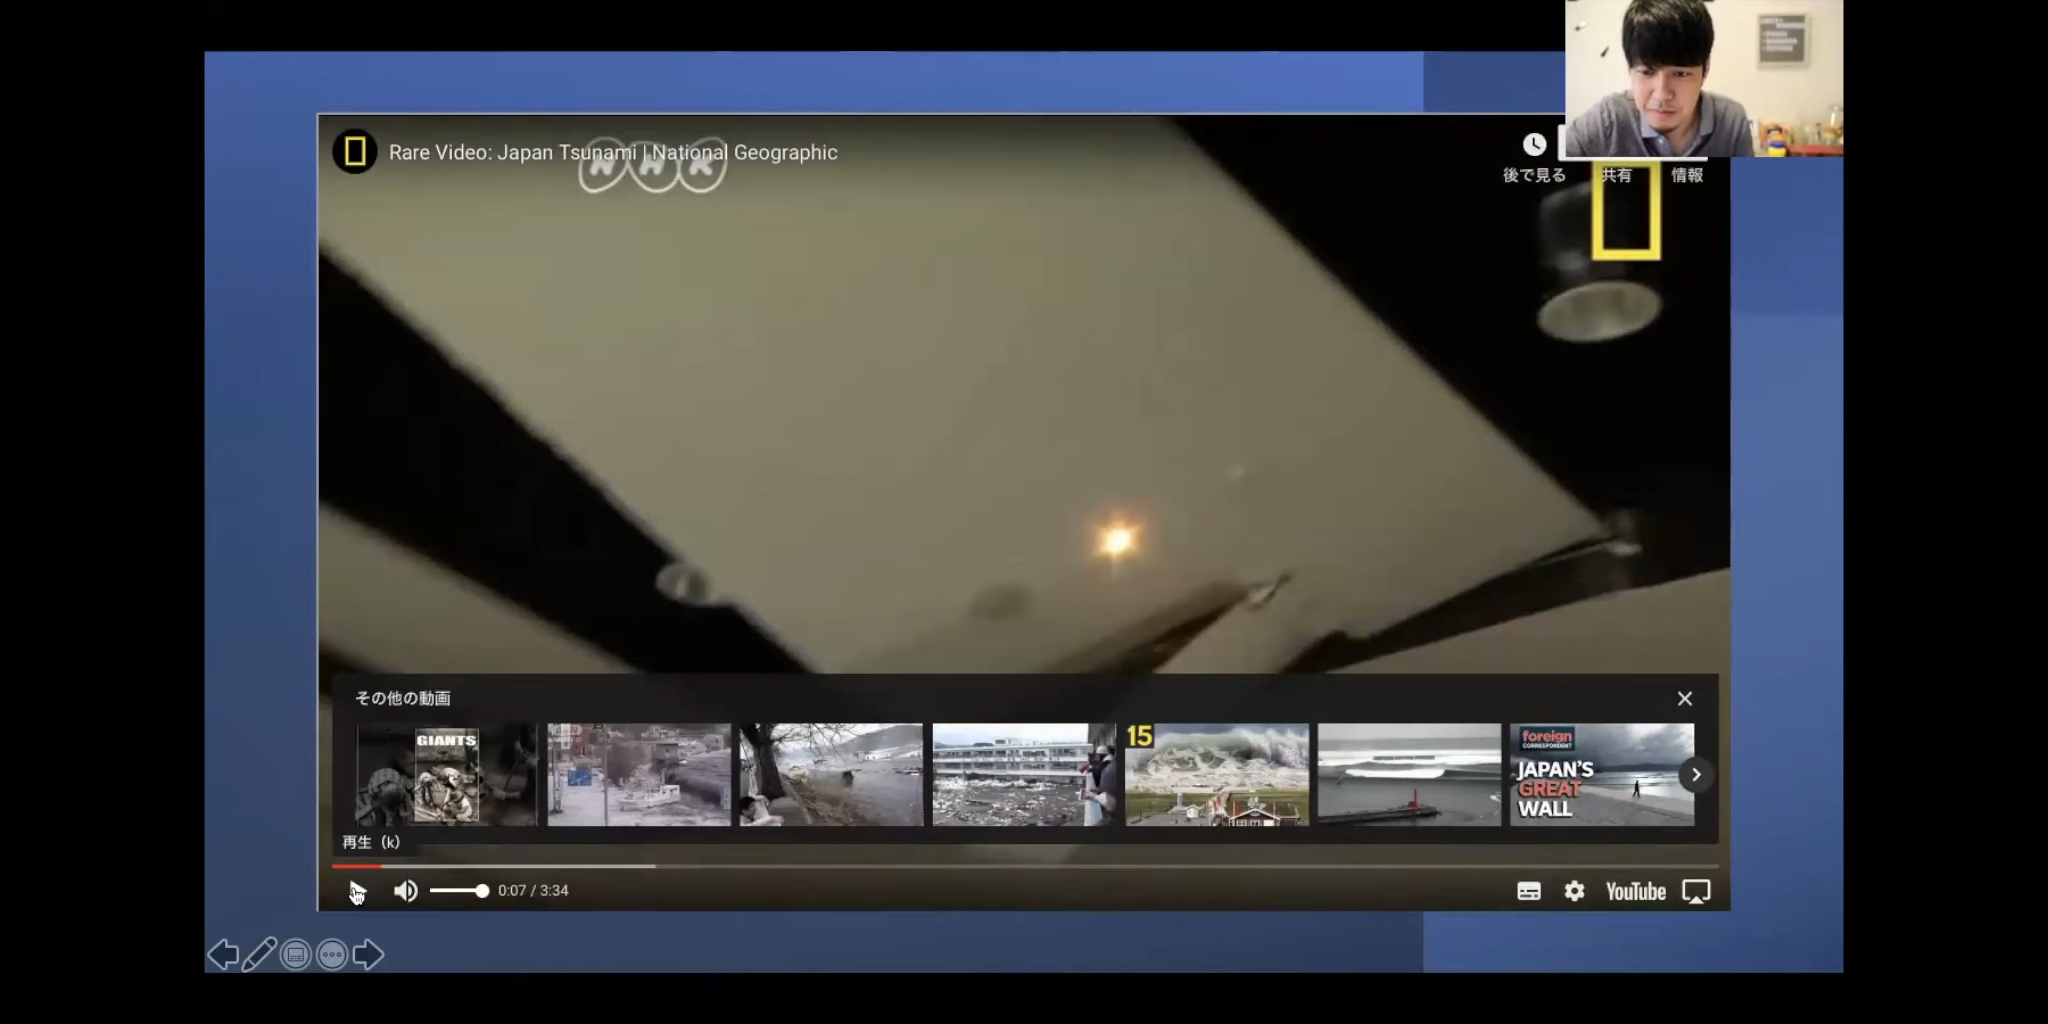 Rare Video: Japan Tsunami | National Geographic
NHK
後で見る
共有
情報
その他の動画
GIANTS
15
foreign
CORRESPONDENT
JAPAN'S
GREAT
WALL
再生 (k)
0:07 / 3:34
YouTube